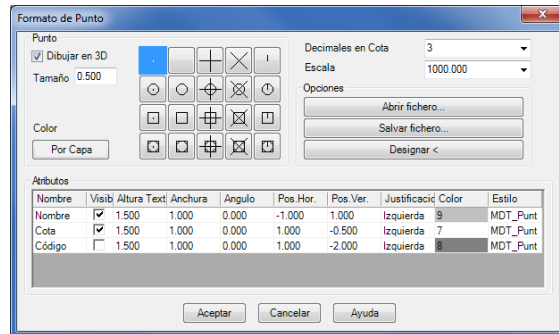 Formato de Punto
Punto
Dibujar en 3D
Tamaño 0.500
Color
Por Capa
Decimales en Cota 3
Escala 1000.000
Opciones
Abrir fichero...
Salvar fichero...
Designar <
Atributos
Nombre Visib Altura Text Anchura Angulo Pos.Hor. Pos.Ver. Justificació Color Estilo
Nombre 1.500 1.000 0.000 -1.000 1.000 Izquierda 9 MDT_Punt
Cota 1.500 1.000 0.000 1.000 -0.500 Izquierda 7 MDT_Punt
Código 1.500 1.000 0.000 1.000 -2.000 Izquierda 8 MDT_Punt
Aceptar Cancelar Ayuda